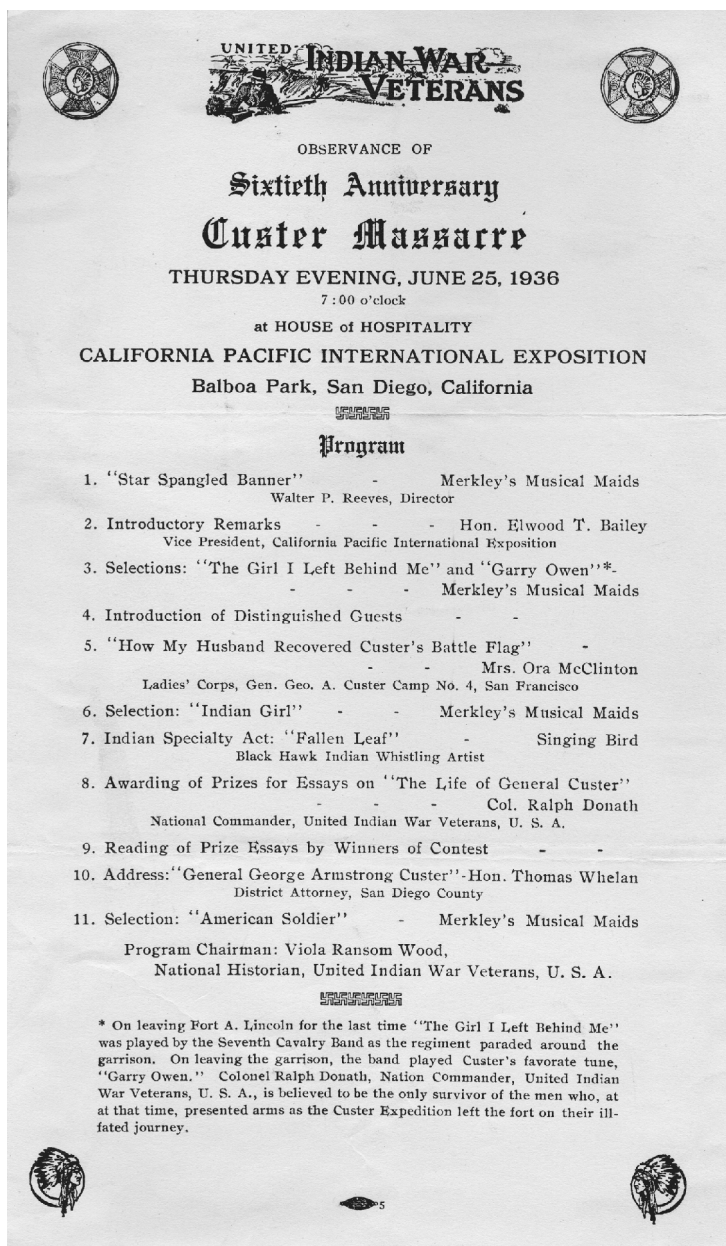 UNITED INDIAN WAR
VETERANS
OBSERVANCE OF
Sixtieth Anniversary
Custer Massacre
THURSDAY EVENING, JUNE 25, 1936
7:00 o'clock
at HOUSE of HOSPITALITY
CALIFORNIA PACIFIC INTERNATIONAL EXPOSITION
Balboa Park, San Diego, California
Program
1. "Star Spangled Banner" - Merkley's Musical Maids
Walter P. Reeves, Director
2. Introductory Remarks - - - Hon. Elwood T. Bailey
Vice President, California Pacific International Exposition
3. Selections: "The Girl I Left Behind Me" and "Garry Owen"*-
- - - Merkley's Musical Maids
4. Introduction of Distinguished Guests - -
5. "How My Husband Recovered Custer's Battle Flag" -
- - Mrs. Ora McClinton
Ladies' Corps, Gen. Geo. A. Custer Camp No. 4, San Francisco
6. Selection: "Indian Girl" - - Merkley's Musical Maids
7. Indian Specialty Act: "Fallen Leaf" - Singing Bird
Black Hawk Indian Whistling Artist
8. Awarding of Prizes for Essays on "The Life of General Custer"
- - - Col. Ralph Donath
National Commander, United Indian War Veterans, U. S. A.
9. Reading of Prize Essays by Winners of Contest - -
10. Address:"General George Armstrong Custer"-Hon. Thomas Whelan
District Attorney, San Diego County
11. Selection: "American Soldier" - Merkley's Musical Maids
Program Chairman: Viola Ransom Wood,
National Historian, United Indian War Veterans, U. S. A.
* On leaving Fort A. Lincoln for the last time "The Girl I Left Behind Me"
was played by the Seventh Cavalry Band as the regiment paraded around the
garrison. On leaving the garrison, the band played Custer's favorate tune,
"Garry Owen." Colonel Ralph Donath, Nation Commander, United Indian
War Veterans, U. S. A., is believed to be the only survivor of the men who, at
at that time, presented arms as the Custer Expedition left the fort on their ill-
fated journey.
5